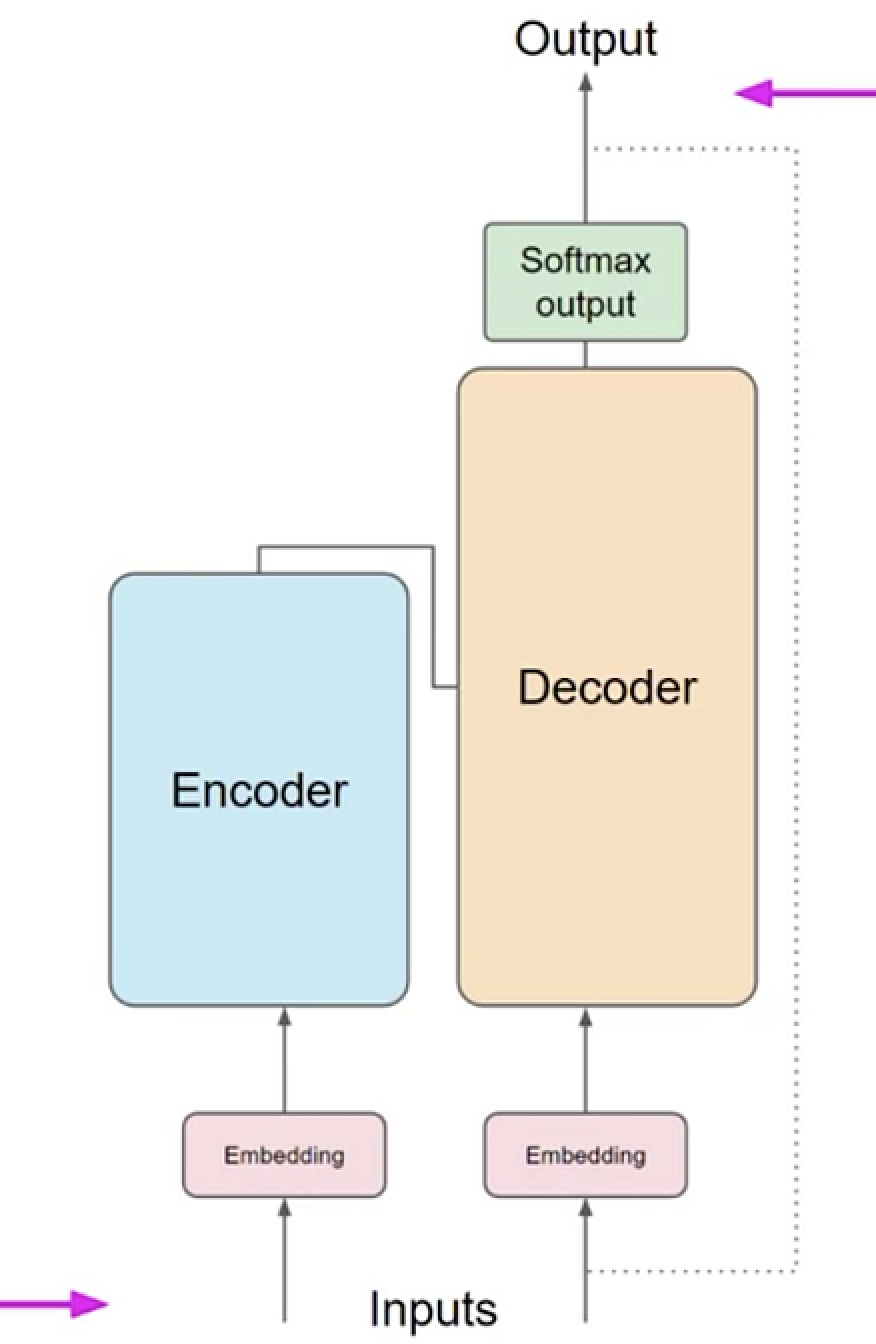 Output
Softmax
output
Decoder
Encoder
Embedding
Embedding
Inputs